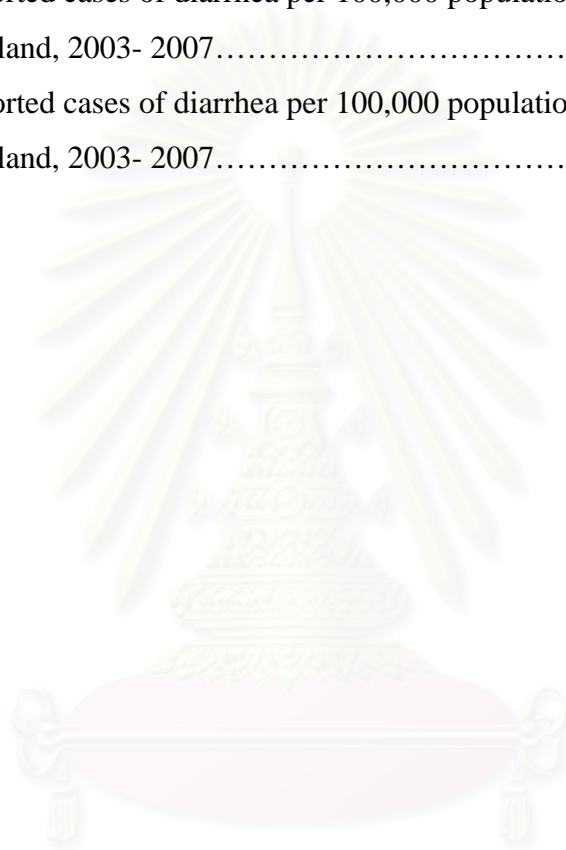 orted cases of diarrhea per 100,000 population
land, 2003- 2007……………………………
orted cases of diarrhea per 100,000 populatio
land, 2003- 2007……………………………